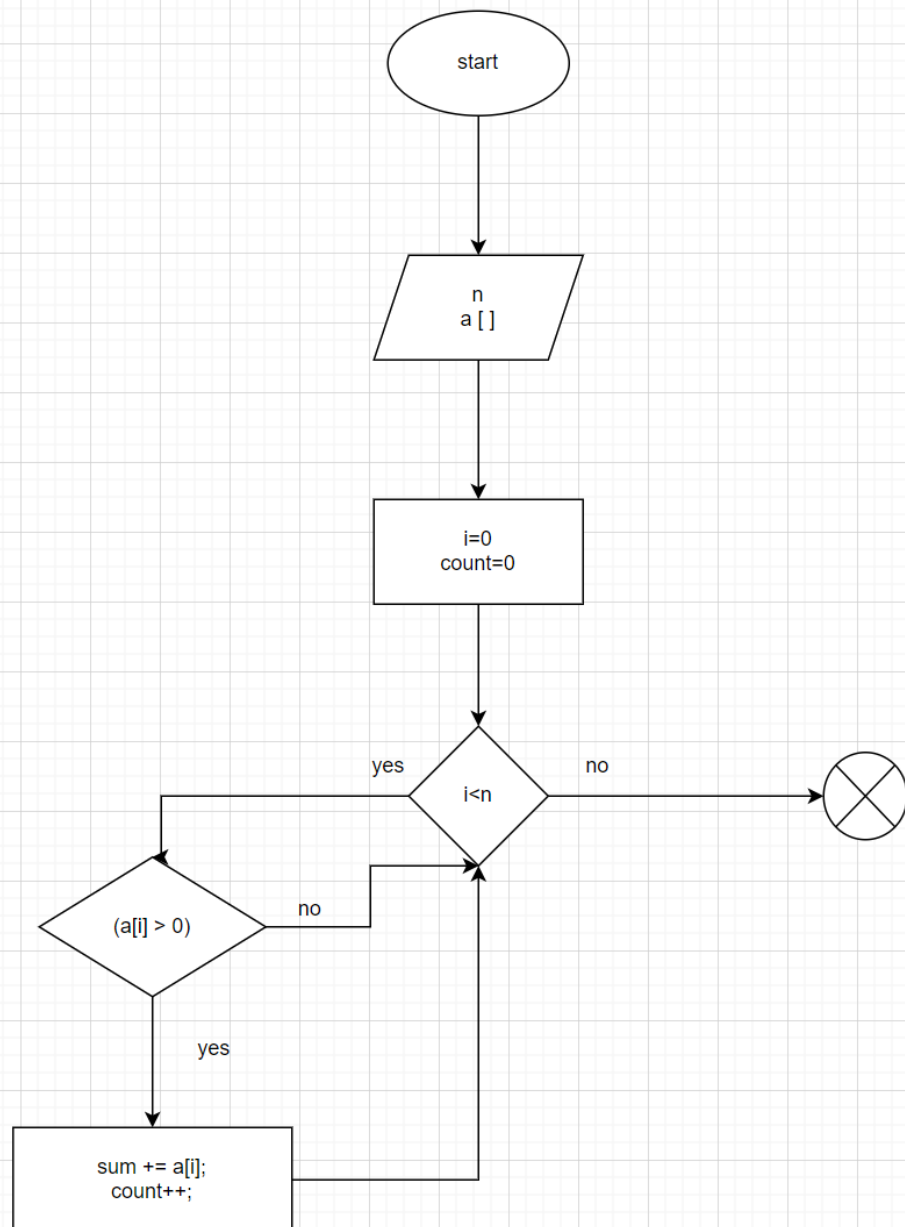 start
n
a [ ]
i=0
count=0
yes
i<n
no
(a[i] > 0)
no
yes
sum += a[i];
count++;